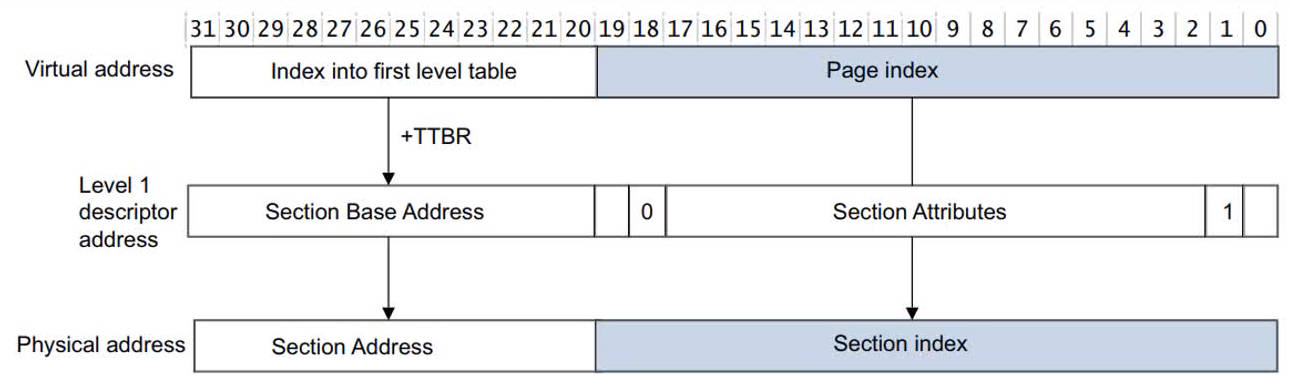 31 30 29 28 27 26 25 24 23 22 21 20 19 18 17 16 15 14 13 12 11 10 9 8 7 6 5 4 3 2 1 0
Virtual address Index into first level table Page index
+TTBR
Level 1
descriptor
address
Section Base Address 0 Section Attributes 1
Physical address Section Address Section index